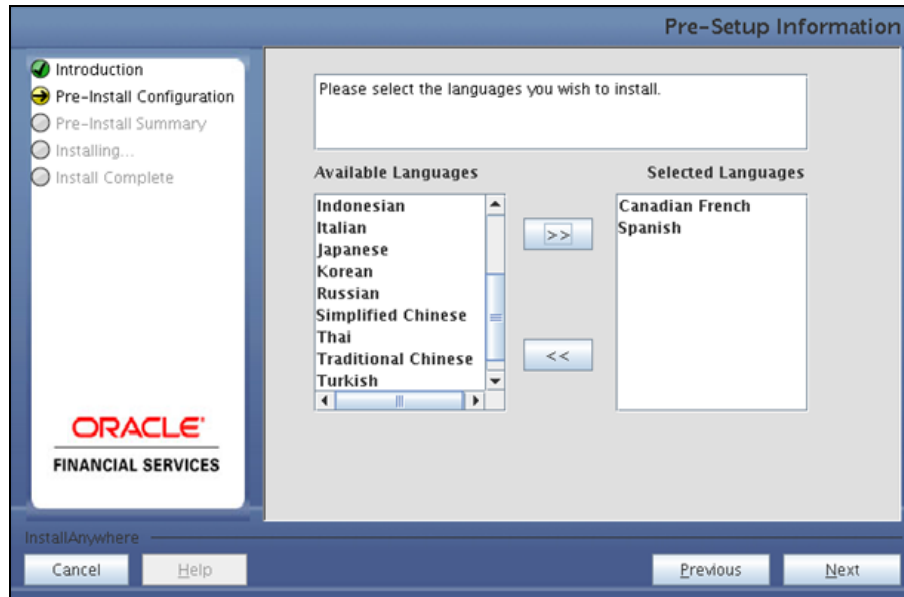 Pre-Setup Information
Introduction
Pre-Install Configuration
Pre-Install Summary
Installing...
Install Complete
ORACLE®
FINANCIAL SERVICES
Please select the languages you wish to install.
Available Languages
Indonesian
Italian
Japanese
Korean
Russian
Simplified Chinese
Thai
Traditional Chinese
Turkish
>>
<<
Selected Languages
Canadian French
Spanish
InstallAnywhere
Cancel
Help
Previous
Next